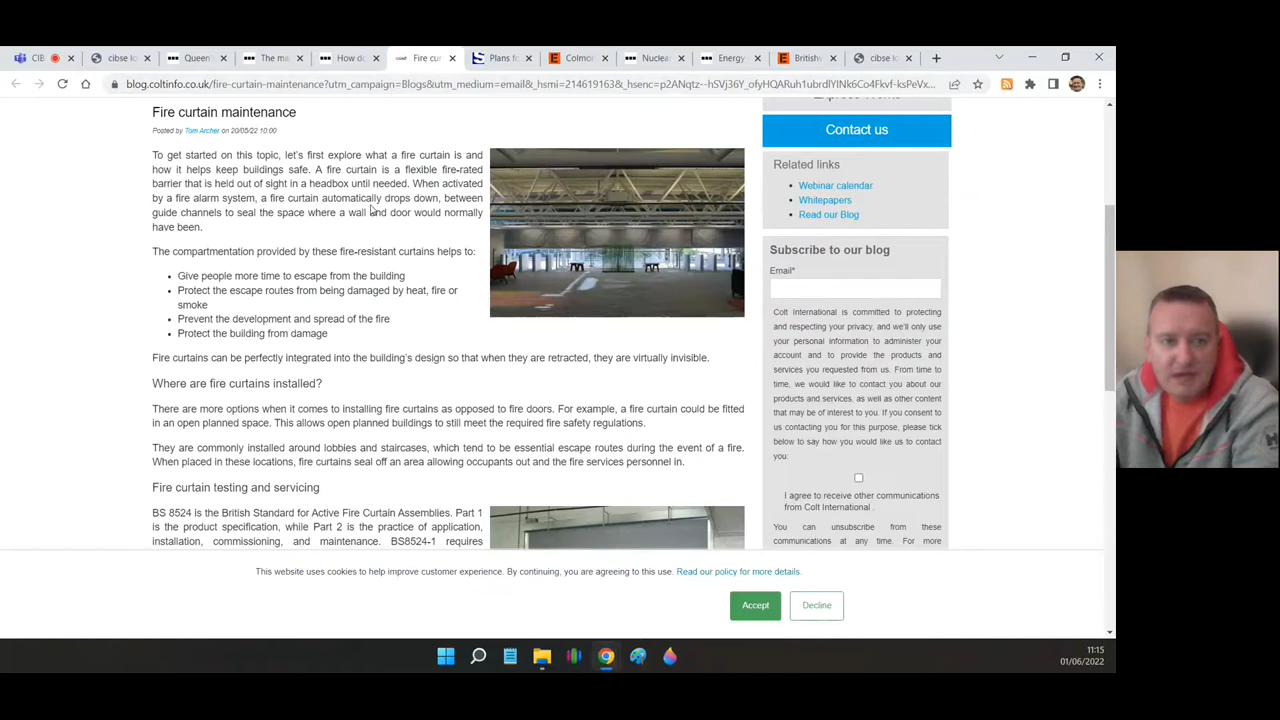 CIB
cibse lo
Queen'
The ma
How do
Fire cur
Plans fo
Colmor
Nuclear
Energy
Britishv
cibse lo
blog.coltinfo.co.uk/fire-curtain-maintenance?utm_campaign=Blogs&utm_medium=email&_hsmi=214619163&_hsenc=p2ANqtz--hSVj36Y_ofyHQARuh1ubrdlYINk6Co4Fkvf-ksPeVx...
Fire curtain maintenance
Posted by Tom Archer on 20/05/22 10:00
To get started on this topic, let's first explore what a fire curtain is and
how it helps keep buildings safe. A fire curtain is a flexible fire-rated
barrier that is held out of sight in a headbox until needed. When activated
by a fire alarm system, a fire curtain automatically drops down, between
guide channels to seal the space where a wall and door would normally
have been.
The compartmentation provided by these fire-resistant curtains helps to:
• Give people more time to escape from the building
• Protect the escape routes from being damaged by heat, fire or
smoke
• Prevent the development and spread of the fire
• Protect the building from damage
Fire curtains can be perfectly integrated into the building's design so that when they are retracted, they are virtually invisible.
Where are fire curtains installed?
There are more options when it comes to installing fire curtains as opposed to fire doors. For example, a fire curtain could be fitted
in an open planned space. This allows open planned buildings to still meet the required fire safety regulations.
They are commonly installed around lobbies and staircases, which tend to be essential escape routes during the event of a fire.
When placed in these locations, fire curtains seal off an area allowing occupants out and the fire services personnel in.
Fire curtain testing and servicing
BS 8524 is the British Standard for Active Fire Curtain Assemblies. Part 1
is the product specification, while Part 2 is the practice of application,
installation, commissioning, and maintenance. BS8524-1 requires
Contact us
Related links
• Webinar calendar
• Whitepapers
• Read our Blog
Subscribe to our blog
Email*
Colt International is committed to protecting
and respecting your privacy, and we'll only use
your personal information to administer your
account and to provide the products and
services you requested from us. From time to
time, we would like to contact you about our
products and services, as well as other content
that may be of interest to you. If you consent to
us contacting you for this purpose, please tick
below to say how you would like us to contact
you:
I agree to receive other communications
from Colt International .
You can unsubscribe from these
communications at any time. For more
This website uses cookies to help improve customer experience. By continuing, you are agreeing to this use. Read our policy for more details.
Accept
Decline
11:15
01/06/2022